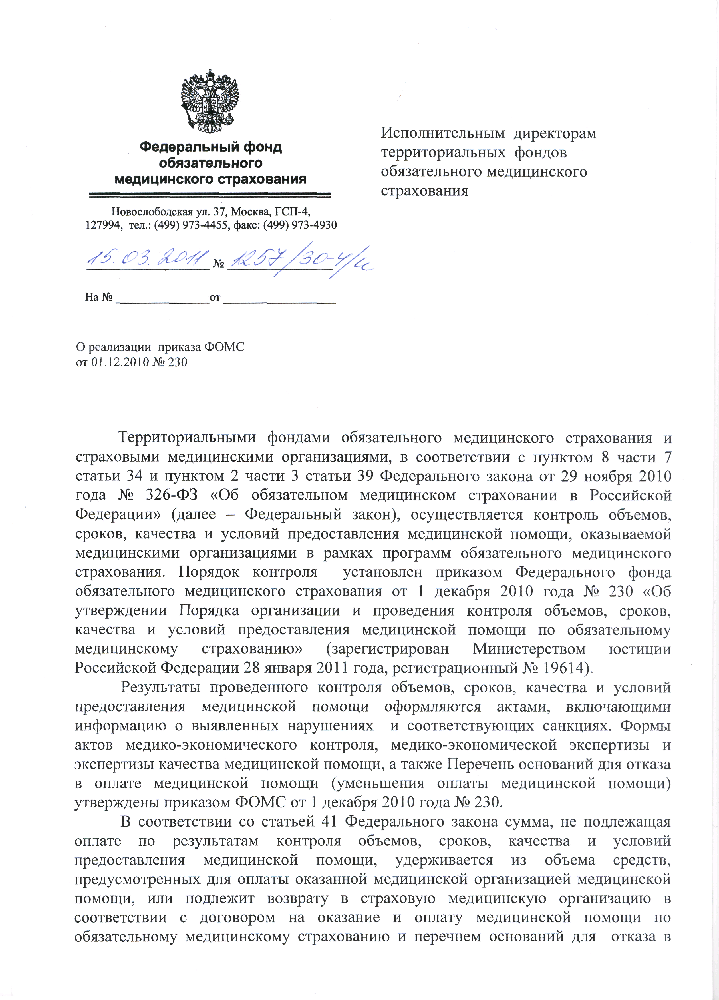 Федеральный фонд
обязательного
медицинского страхования
Новослободская ул. 37, Москва, ГСП-4,
127994, тел.: (499) 973-4455, факс: (499) 973-4930
15.03.2011 № 1257/30-4/и
На № от
Исполнительным директорам
территориальных фондов
обязательного медицинского
страхования
О реализации приказа ФОМС
от 01.12.2010 № 230
Территориальными фондами обязательного медицинского страхования и
страховыми медицинскими организациями, в соответствии с пунктом 8 части 7
статьи 34 и пунктом 2 части 3 статьи 39 Федерального закона от 29 ноября 2010
года № 326-ФЗ «Об обязательном медицинском страховании в Российской
Федерации» (далее – Федеральный закон), осуществляется контроль объемов,
сроков, качества и условий предоставления медицинской помощи, оказываемой
медицинскими организациями в рамках программ обязательного медицинского
страхования. Порядок контроля установлен приказом Федерального фонда
обязательного медицинского страхования от 1 декабря 2010 года № 230 «Об
утверждении Порядка организации и проведения контроля объемов, сроков,
качества и условий предоставления медицинской помощи по обязательному
медицинскому страхованию» (зарегистрирован Министерством юстиции
Российской Федерации 28 января 2011 года, регистрационный № 19614).
Результаты проведенного контроля объемов, сроков, качества и условий
предоставления медицинской помощи оформляются актами, включающими
информацию о выявленных нарушениях и соответствующих санкциях. Формы
актов медико-экономического контроля, медико-экономической экспертизы и
экспертизы качества медицинской помощи, а также Перечень оснований для отказа
в оплате медицинской помощи (уменьшения оплаты медицинской помощи)
утверждены приказом ФОМС от 1 декабря 2010 года № 230.
В соответствии со статьей 41 Федерального закона сумма, не подлежащая
оплате по результатам контроля объемов, сроков, качества и условий
предоставления медицинской помощи, удерживается из объема средств,
предусмотренных для оплаты оказанной медицинской организацией медицинской
помощи, или подлежит возврату в страховую медицинскую организацию в
соответствии с договором на оказание и оплату медицинской помощи по
обязательному медицинскому страхованию и перечнем оснований для отказа в